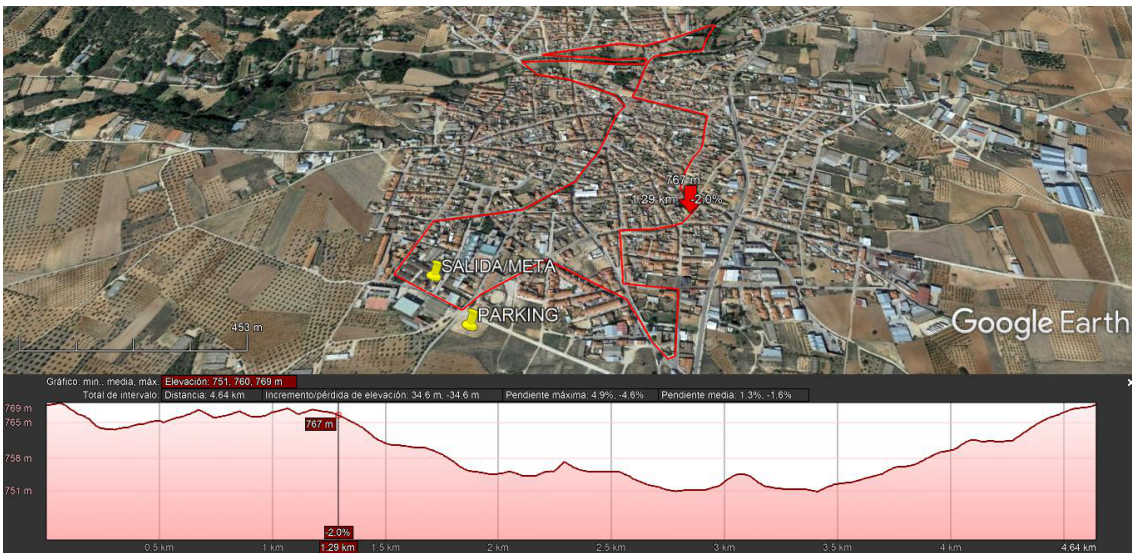 767 m
1.29 km -2.0%
SALIDA/META
PARKING
453 m
Google Earth
Gráfico: min., media, máx. Elevación: 751, 760, 769 m
Total de intervalo: Distancia: 4.64 km Incremento/pérdida de elevación: 34.6 m, -34.6 m Pendiente máxima: 4.9%, -4.6% Pendiente media: 1.3%, -1.6%
769 m
765 m
767 m
758 m
751 m
-2.0%
0.5 km 1 km 1.29 km 1.5 km 2 km 2.5 km 3 km 3.5 km 4 km 4.64 km